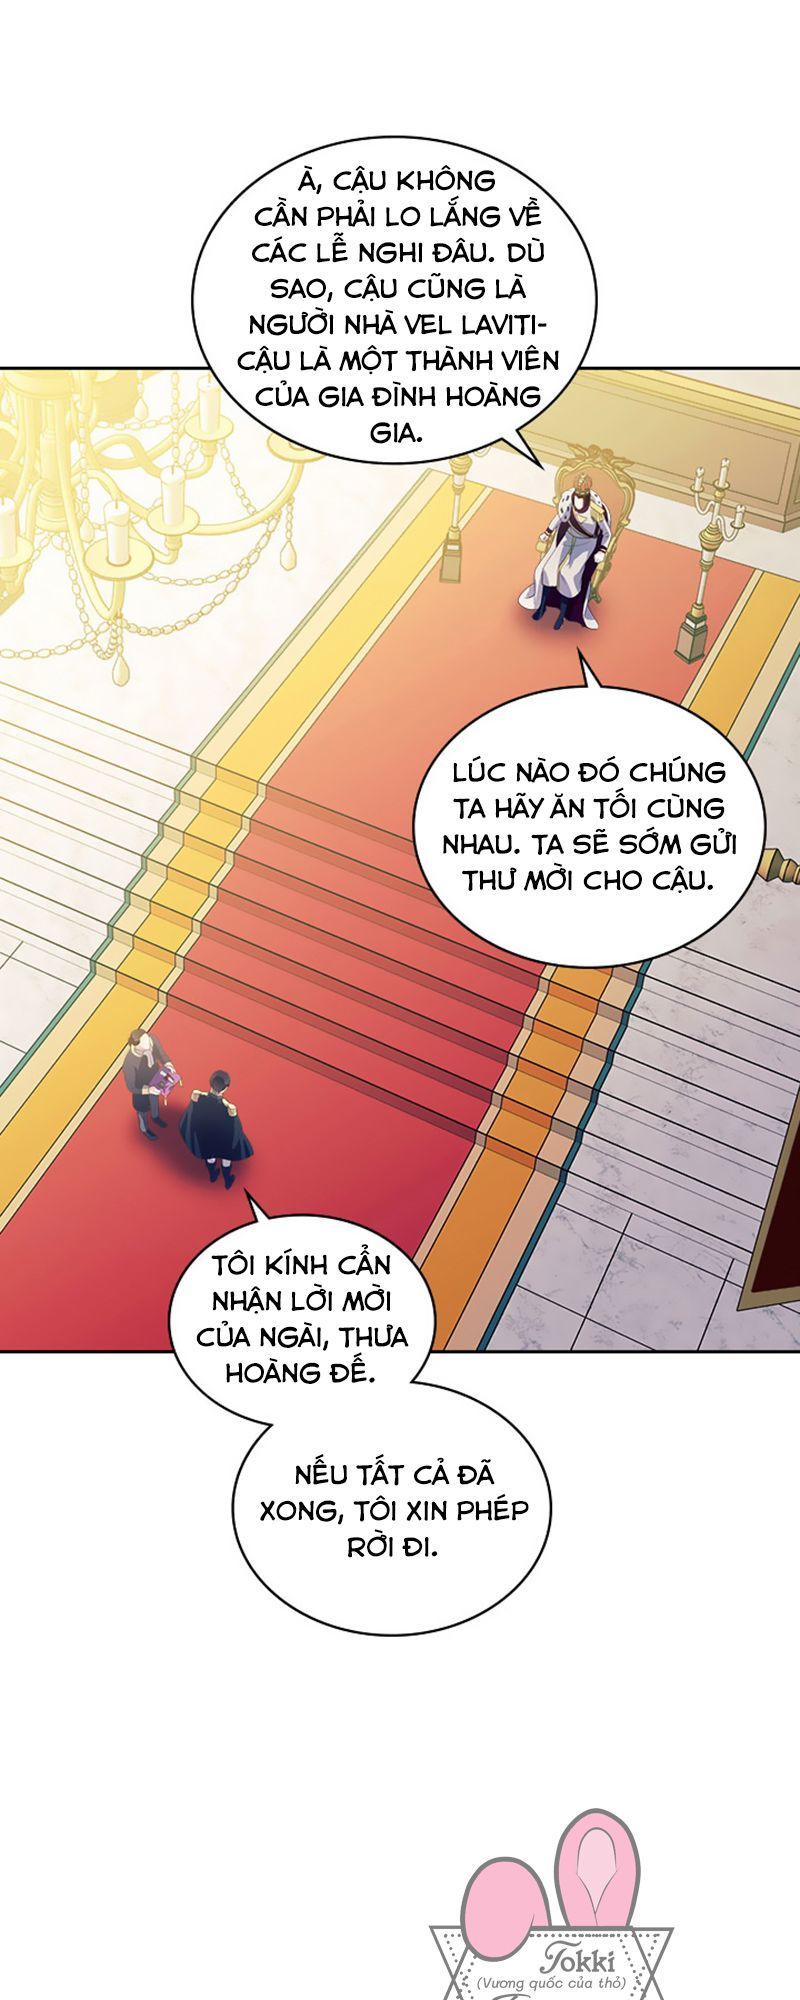 À, CẬU KHÔNG
CẦN PHẢI LO LẮNG VỀ
CÁC LỄ NGHI ĐÂU. DÙ
SAO, CẬU CŨNG LÀ
NGƯỜI NHÀ VEL LAVITI-
CẬU LÀ MỘT THÀNH VIÊN
CỦA GIA ĐÌNH HOÀNG
GIA.
LÚC NÀO ĐÓ CHÚNG
TA HÃY ĂN TỐI CÙNG
NHAU. TA SẼ SỚM GỬI
THƯ MỜI CHO CẬU.
TÔI KÍNH CẨN
NHẬN LỜI MỜI
CỦA NGÀI, THƯA
HOÀNG ĐẾ.
NẾU TẤT CẢ ĐÃ
XONG, TÔI XIN PHÉP
RỜI ĐI.
Tokki
(Vương quốc của thỏ)